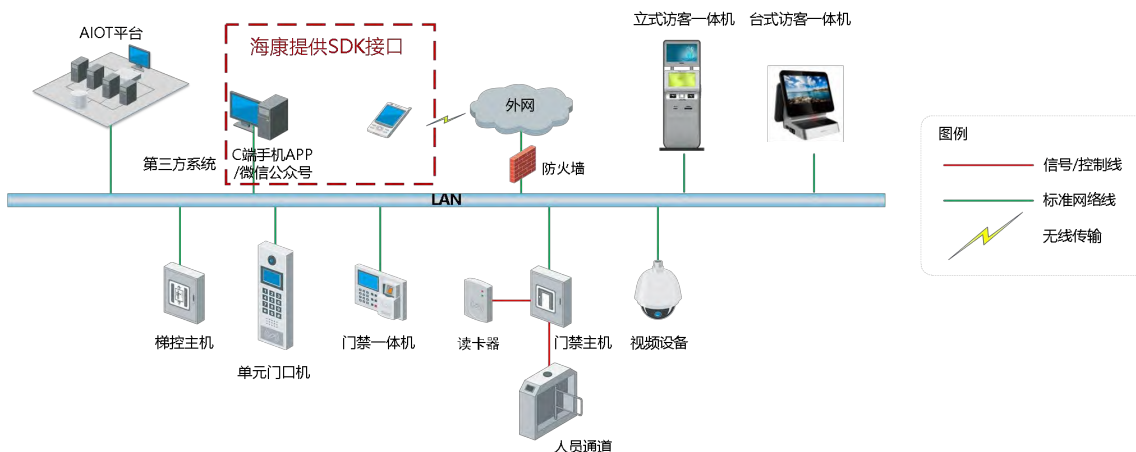 AIOT平台
海康提供SDK接口
立式访客一体机
台式访客一体机
外网
第三方系统
C端手机APP
/微信公众号
防火墙
LAN
图例
信号/控制线
标准网络线
无线传输
梯控主机
单元门口机
门禁一体机
读卡器
门禁主机
视频设备
人员通道